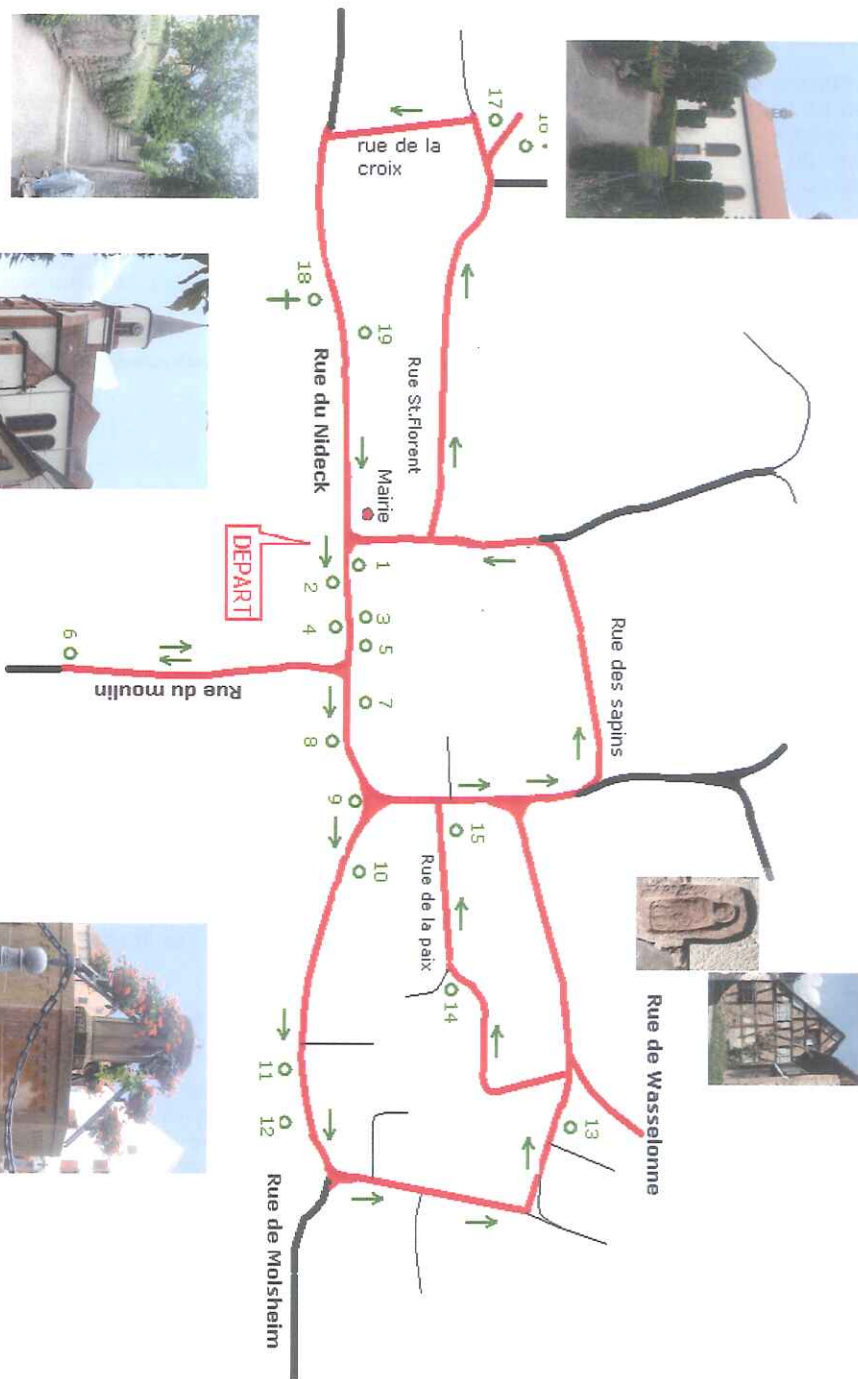 17
16
rue de la
croix
18
19
Rue St.Florent
Rue du Nideck
Mairie
DEPART
1
2
3
4
5
6
Rue du moulin
7
8
Rue des sapins
9
10
15
Rue de la paix
14
Rue de Wasselonne
13
11
12
Rue de Molsheim